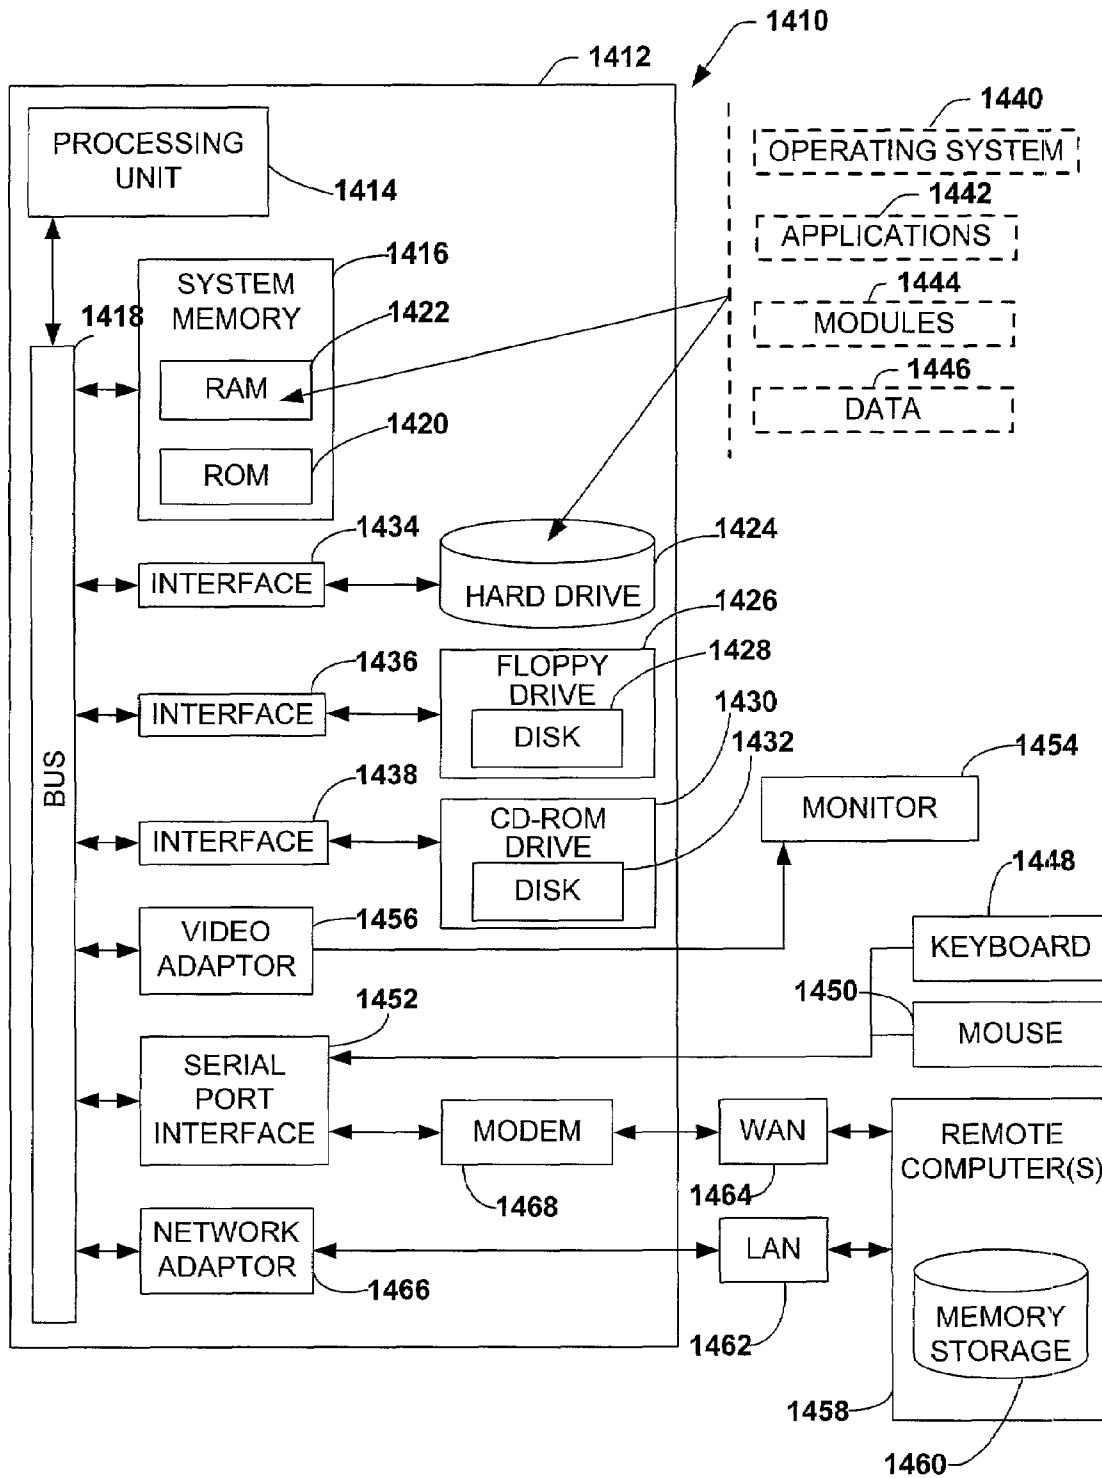 1410
1412
PROCESSING
UNIT
1414
1440
OPERATING SYSTEM
1442
APPLICATIONS
1444
MODULES
1446
DATA
1416
SYSTEM
MEMORY
1418
1422
RAM
1420
ROM
1434
INTERFACE
1424
HARD DRIVE
1426
1436
INTERFACE
FLOPPY
DRIVE
1428
DISK
1430
1432
1438
INTERFACE
CD-ROM
DRIVE
DISK
BUS
1454
MONITOR
1456
VIDEO
ADAPTOR
1448
KEYBOARD
1450
MOUSE
1452
SERIAL
PORT
INTERFACE
MODEM
1468
WAN
1464
REMOTE
COMPUTER(S)
NETWORK
ADAPTOR
1466
LAN
1462
MEMORY
STORAGE
1458
1460